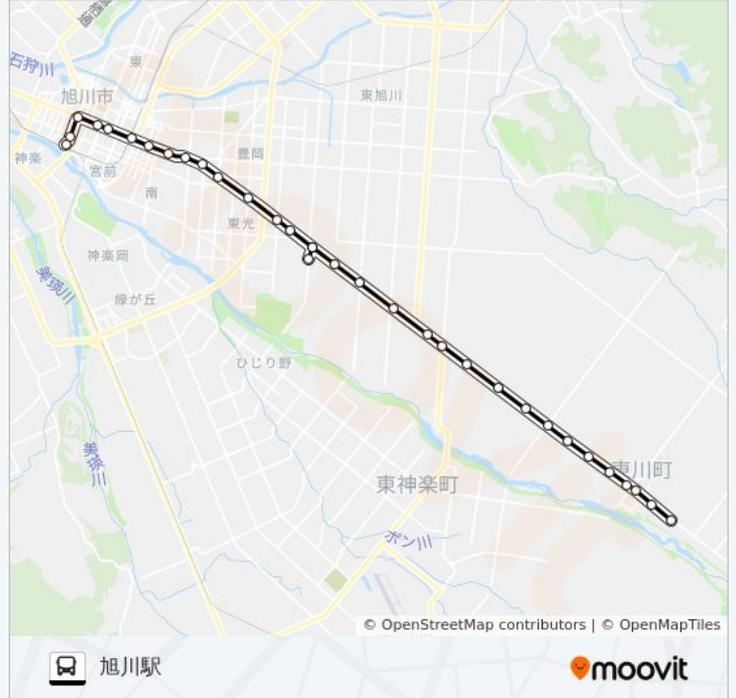 石狩川
東
旭川市
東旭川
神楽
宮前
豊岡
南
東光
神楽岡
美瑛川
緑が丘
ひじり野
美瑛川
東川町
東神楽町
ポン川
© OpenStreetMap contributors | © OpenMapTiles
旭川駅
moovit